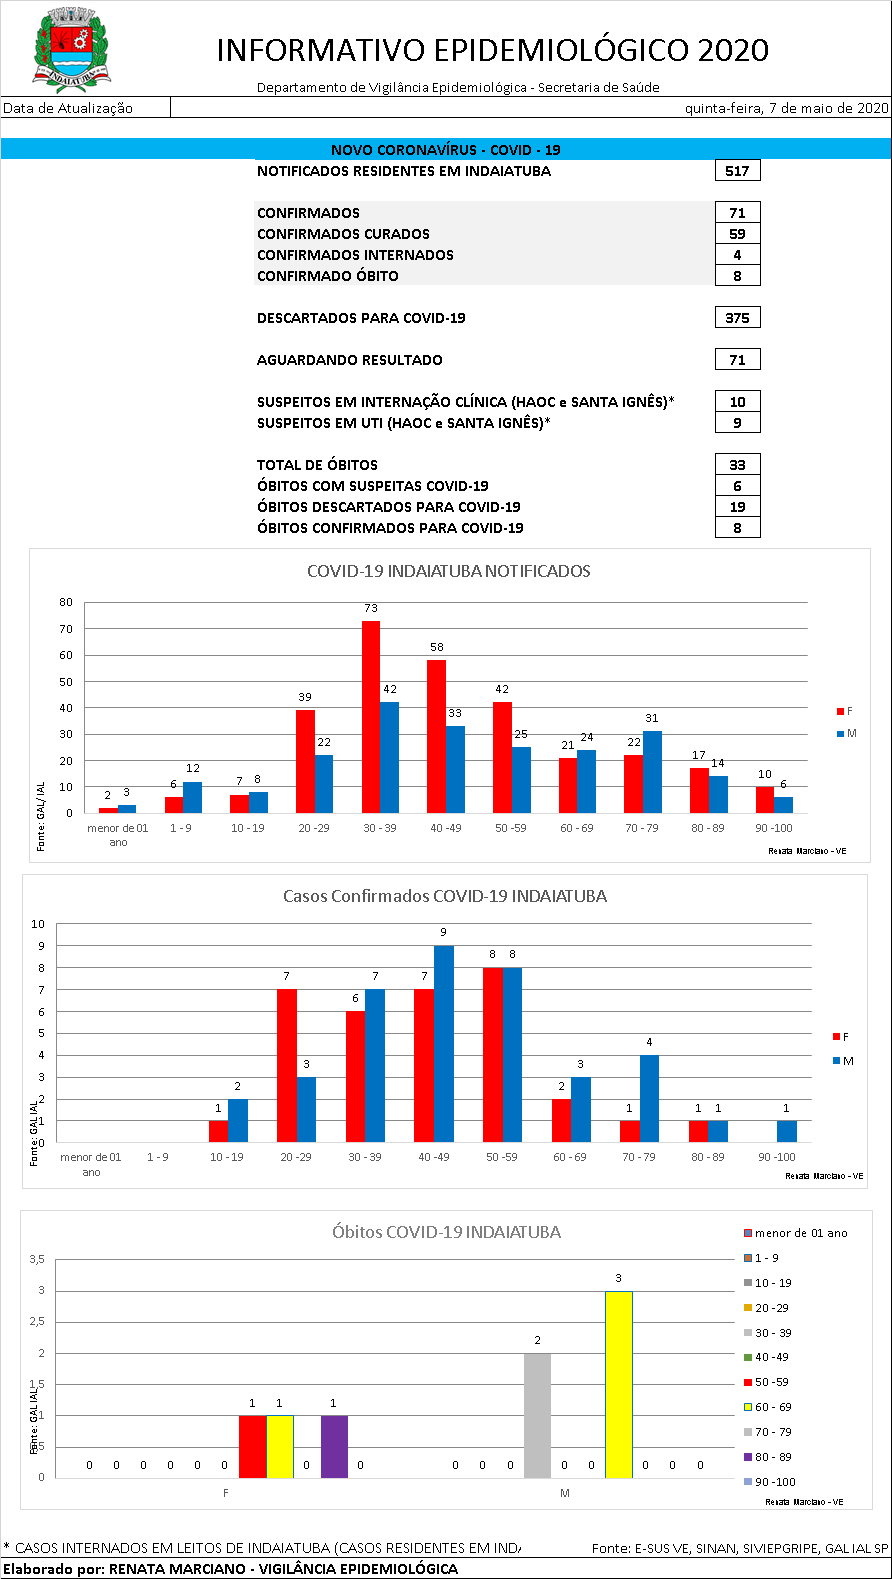 INDAIATUBA
INFORMATIVO EPIDEMIOLÓGICO 2020
Departamento de Vigilância Epidemiológica - Secretaria de Saúde
Data de Atualização quinta-feira, 7 de maio de 2020
NOVO CORONAVÍRUS - COVID - 19
NOTIFICADOS RESIDENTES EM INDAIATUBA 517
CONFIRMADOS 71
CONFIRMADOS CURADOS 59
CONFIRMADOS INTERNADOS 4
CONFIRMADO ÓBITO 8
DESCARTADOS PARA COVID-19 375
AGUARDANDO RESULTADO 71
SUSPEITOS EM INTERNAÇÃO CLÍNICA (HAOC e SANTA IGNÊS)* 10
SUSPEITOS EM UTI (HAOC e SANTA IGNÊS)* 9
TOTAL DE ÓBITOS 33
ÓBITOS COM SUSPEITAS COVID-19 6
ÓBITOS DESCARTADOS PARA COVID-19 19
ÓBITOS CONFIRMADOS PARA COVID-19 8
COVID-19 INDAIATUBA NOTIFICADOS
80
70
60
50
40
30
20
10
0
2 3 6 12 7 8 39 22 73 42 58 33 42 25 21 24 22 31 17 14 10 6
F
M
menor de 01 ano 1 - 9 10 - 19 20 -29 30 - 39 40 -49 50 -59 60 - 69 70 - 79 80 - 89 90 -100
Fonte: GAL/ IAL
Renata Marciano - VE
Casos Confirmados COVID-19 INDAIATUBA
10
9
8
7
6
5
4
3
2
1
0
1 2 7 3 6 7 7 9 8 8 2 3 1 4 1 1 1
F
M
menor de 01 ano 1 - 9 10 - 19 20 -29 30 - 39 40 -49 50 -59 60 - 69 70 - 79 80 - 89 90 -100
Fonte: GAL IAL
Renata Marciano - VE
Óbitos COVID-19 INDAIATUBA
3,5
3
2,5
2
1,5
1
0,5
0
0 0 0 0 0 0 1 1 0 1 0 0 0 0 2 0 0 3 0 0 0
F M
menor de 01 ano
1 - 9
10 - 19
20 -29
30 - 39
40 -49
50 -59
60 - 69
70 - 79
80 - 89
90 -100
Fonte: GAL IAL
Renata Marciano - VE
* CASOS INTERNADOS EM LEITOS DE INDAIATUBA (CASOS RESIDENTES EM INDA Fonte: E-SUS VE, SINAN, SIVIEPGRIPE, GAL IAL SP
Elaborado por: RENATA MARCIANO - VIGILÂNCIA EPIDEMIOLÓGICA